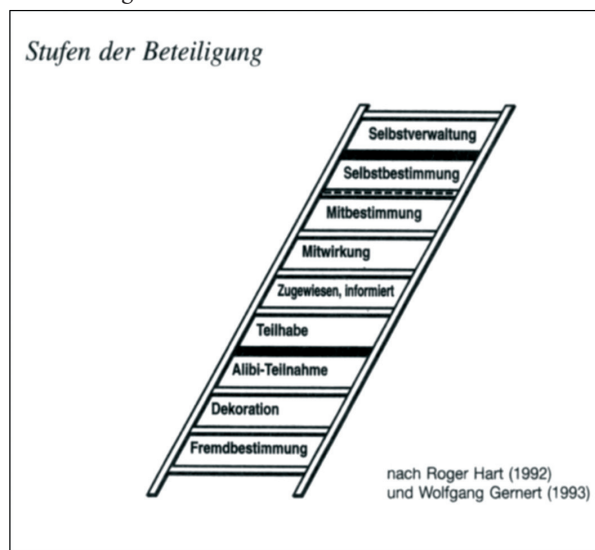 Stufen der Beteiligung
Selbstverwaltung
Selbstbestimmung
Mitbestimmung
Mitwirkung
Zugewiesen, informiert
Teilhabe
Alibi-Teilnahme
Dekoration
Fremdbestimmung
nach Roger Hart (1992)
und Wolfgang Gernert (1993)